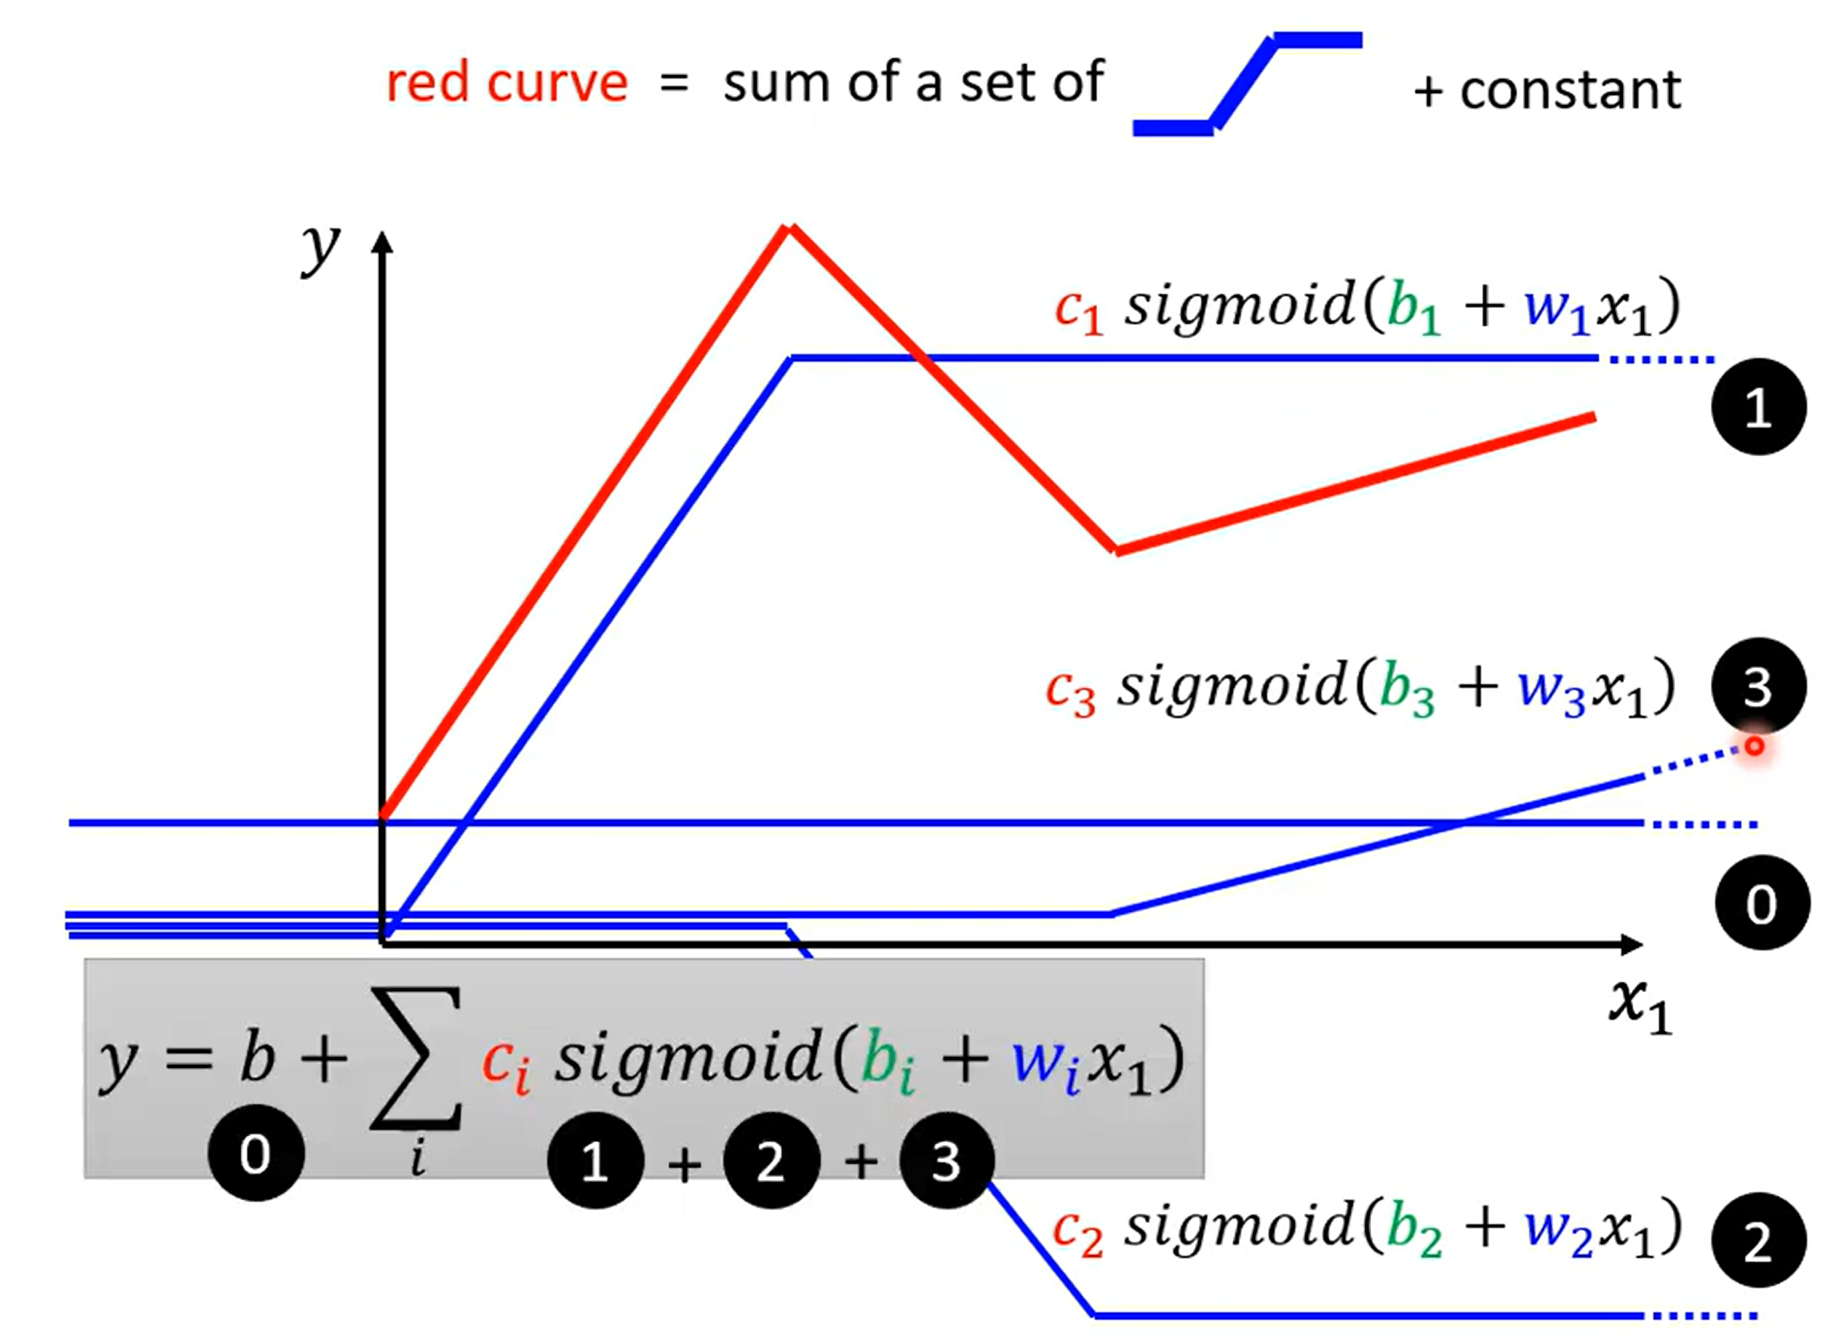 red curve = sum of a set of + constant
y
c₁ sigmoid(b₁ + w₁x₁)
1
c₃ sigmoid(b₃ + w₃x₁)
3
0
x₁
y = b + ∑ᵢ cᵢ sigmoid(bᵢ + wᵢx₁)
0 1 + 2 + 3
c₂ sigmoid(b₂ + w₂x₁)
2